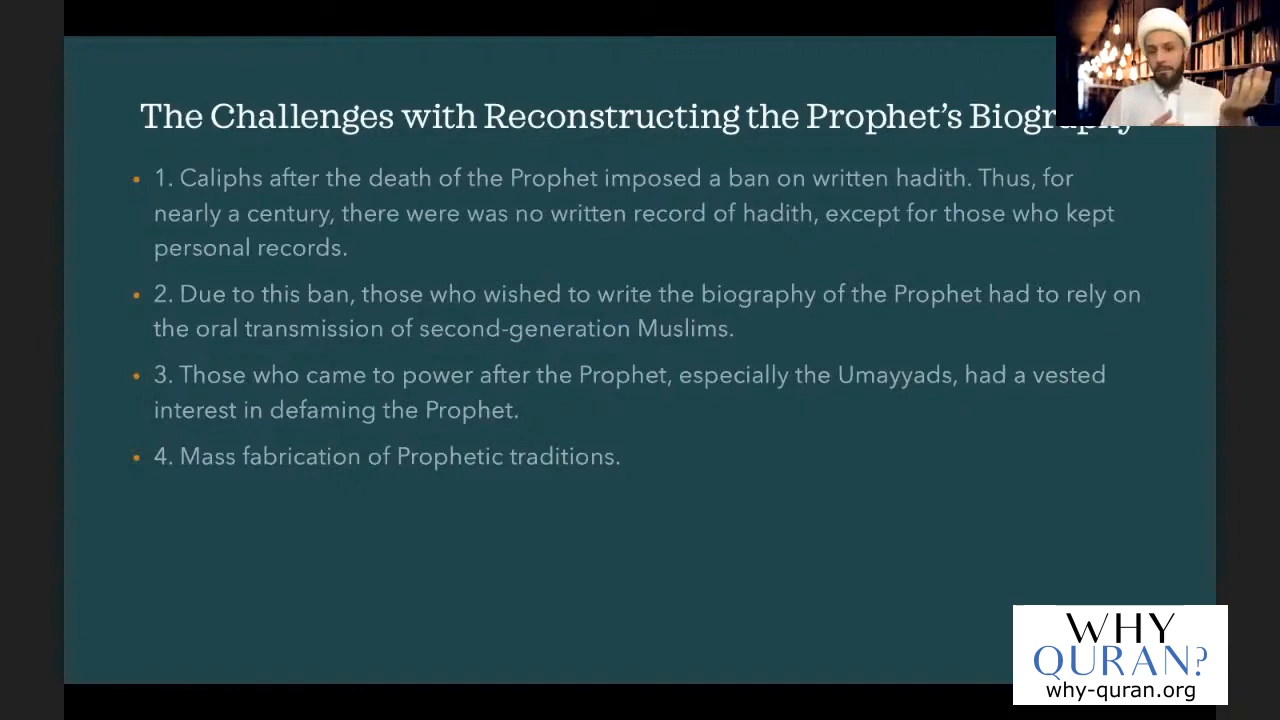 The Challenges with Reconstructing the Prophet's Biography
• 1. Caliphs after the death of the Prophet imposed a ban on written hadith. Thus, for
nearly a century, there were was no written record of hadith, except for those who kept
personal records.
• 2. Due to this ban, those who wished to write the biography of the Prophet had to rely on
the oral transmission of second-generation Muslims.
• 3. Those who came to power after the Prophet, especially the Umayyads, had a vested
interest in defaming the Prophet.
• 4. Mass fabrication of Prophetic traditions.
WHY
QURAN?
why-quran.org